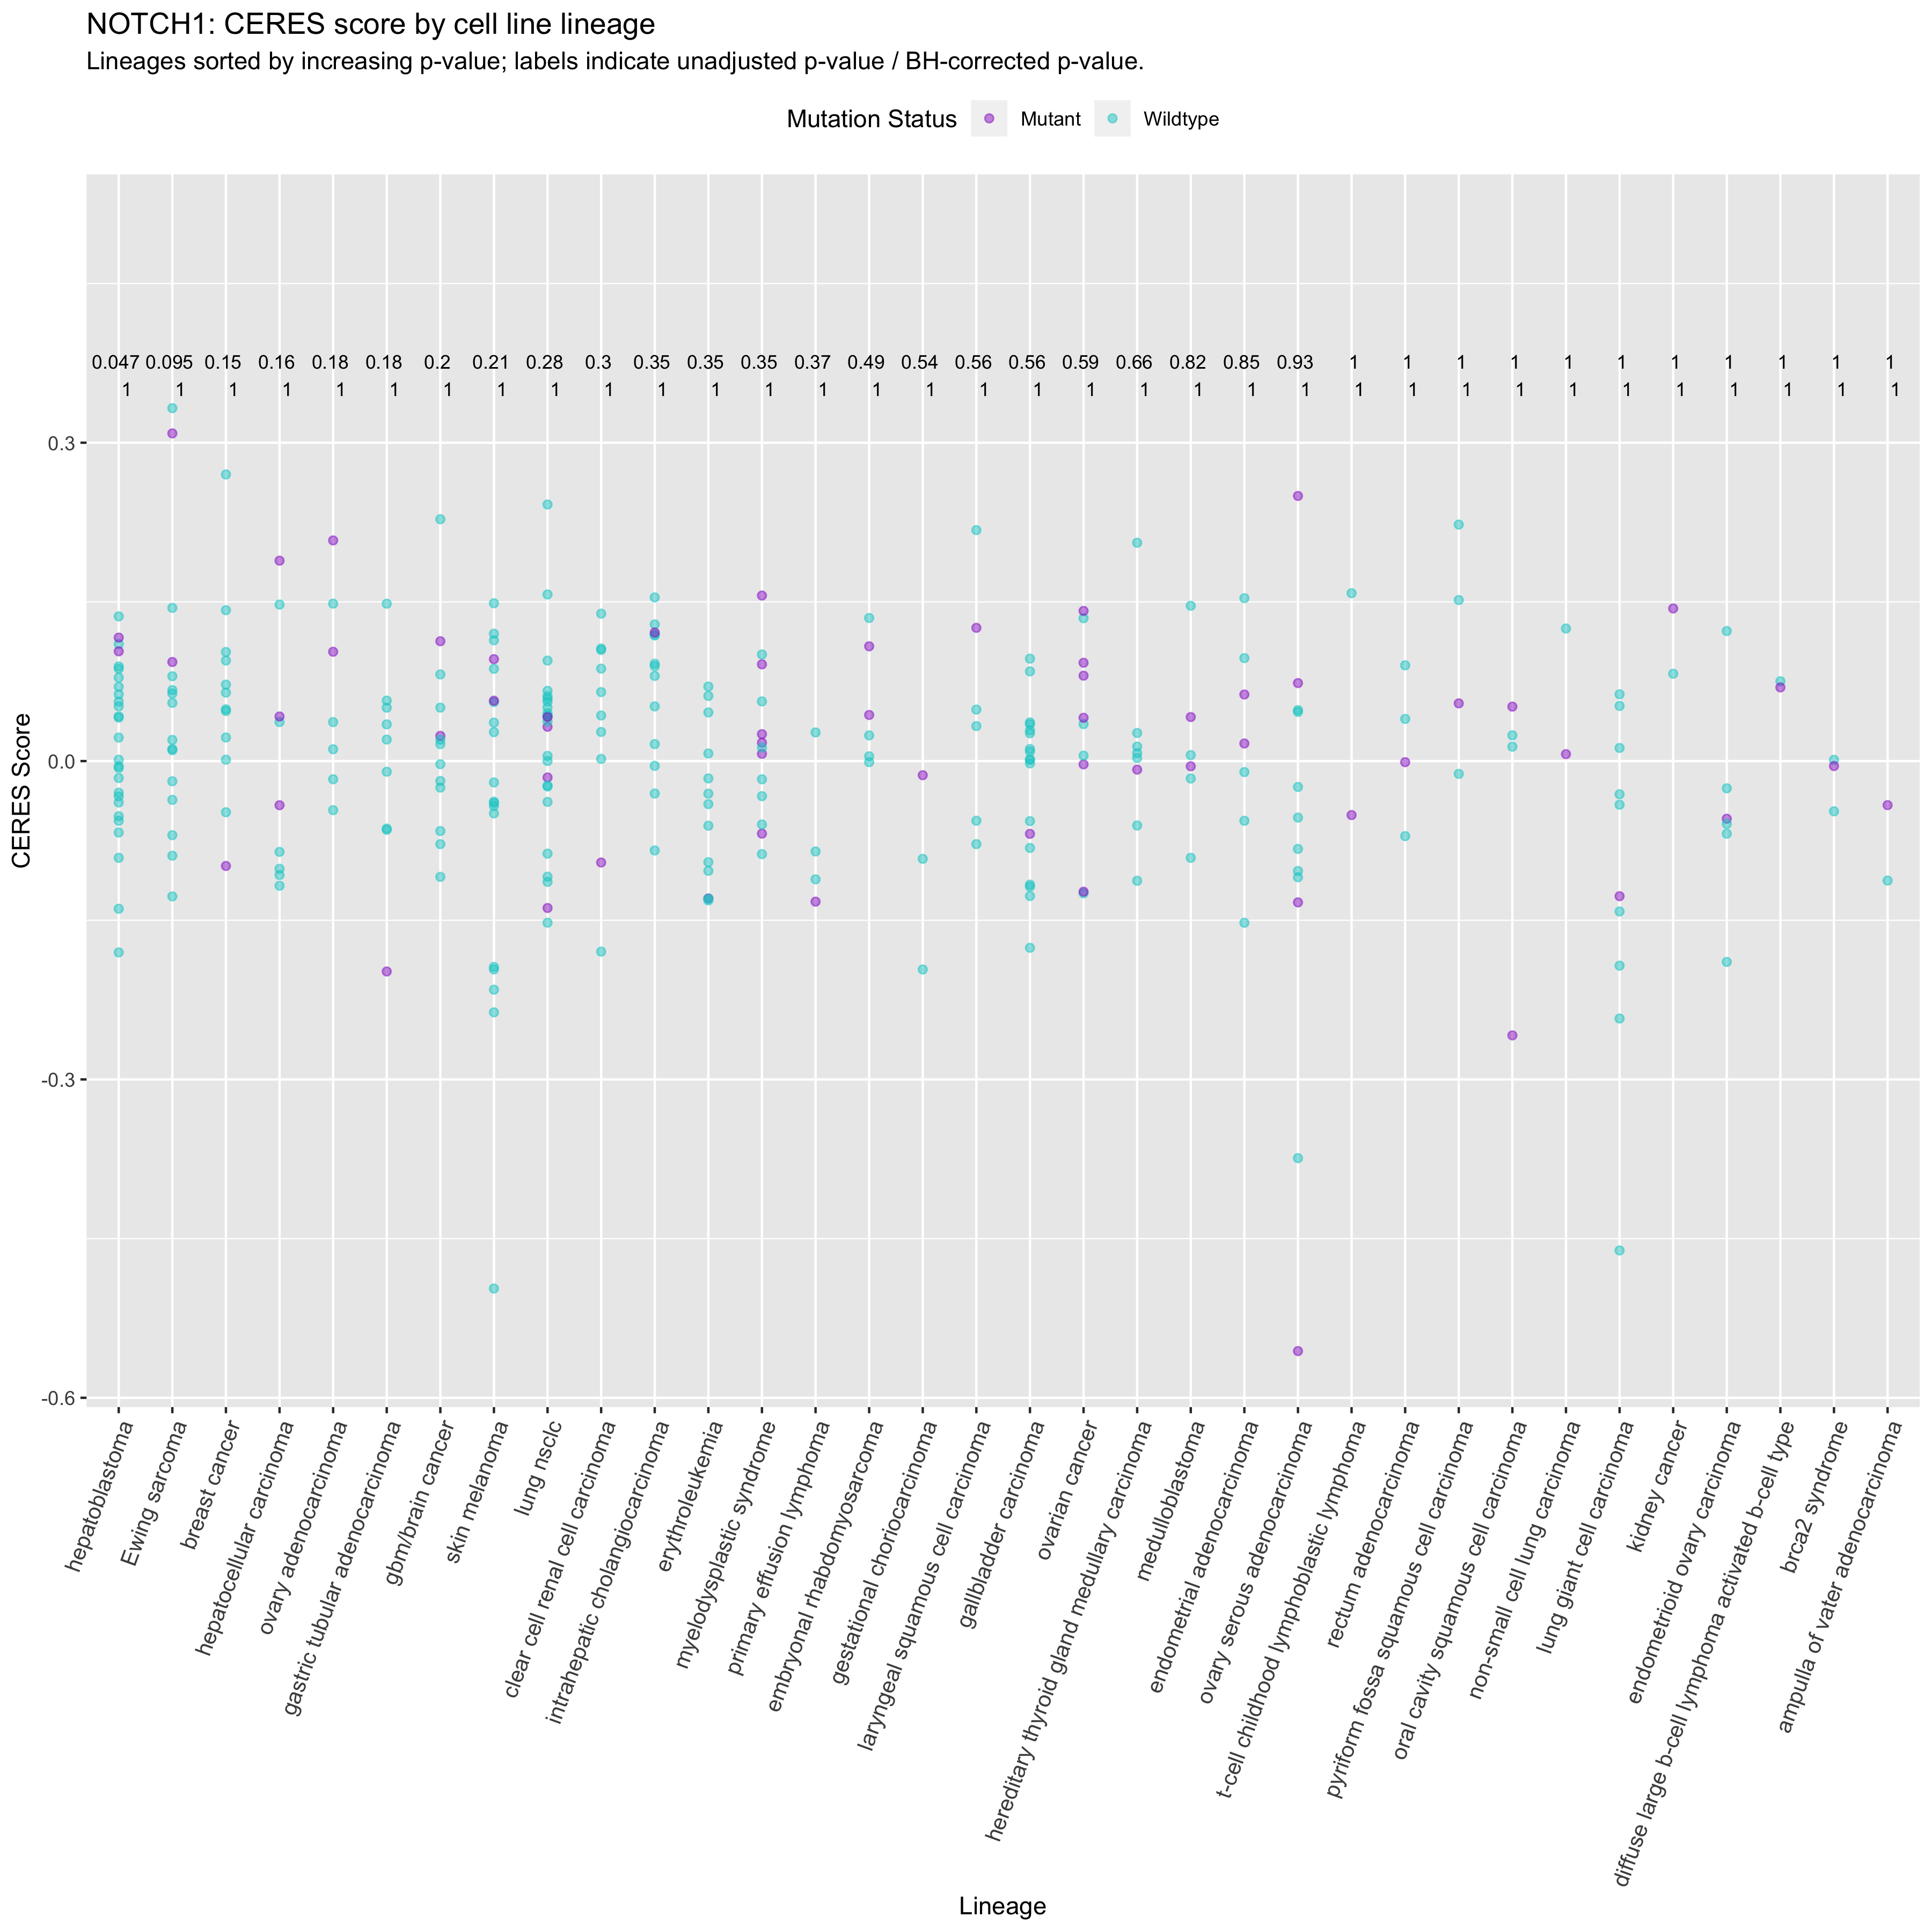 NOTCH1: CERES score by cell line lineage
Lineages sorted by increasing p-value; labels indicate unadjusted p-value / BH-corrected p-value.
Mutation Status Mutant Wildtype
0.047 0.095 0.15 0.16 0.18 0.18 0.2 0.21 0.28 0.3 0.35 0.35 0.35 0.37 0.49 0.54 0.56 0.56 0.59 0.66 0.82 0.85 0.93 1 1 1 1 1 1 1 1 1 1 1
1 1 1 1 1 1 1 1 1 1 1 1 1 1 1 1 1 1 1 1 1 1 1 1 1 1 1 1 1 1 1 1 1 1
0.3
0.0
-0.3
-0.6
CERES Score
hepatoblastoma
Ewing sarcoma
breast cancer
hepatocellular carcinoma
ovary adenocarcinoma
gastric tubular adenocarcinoma
gbm/brain cancer
skin melanoma
lung nsclc
clear cell renal cell carcinoma
intrahepatic cholangiocarcinoma
erythroleukemia
myelodysplastic syndrome
primary effusion lymphoma
embryonal rhabdomyosarcoma
gestational choriocarcinoma
laryngeal squamous cell carcinoma
gallbladder carcinoma
ovarian cancer
hereditary thyroid gland medullary carcinoma
medulloblastoma
endometrial adenocarcinoma
ovary serous adenocarcinoma
t-cell childhood lymphoblastic lymphoma
rectum adenocarcinoma
pyriform fossa squamous cell carcinoma
oral cavity squamous cell carcinoma
non-small cell lung carcinoma
lung giant cell carcinoma
kidney cancer
endometrioid ovary carcinoma
diffuse large b-cell lymphoma activated b-cell type
brca2 syndrome
ampulla of vater adenocarcinoma
Lineage